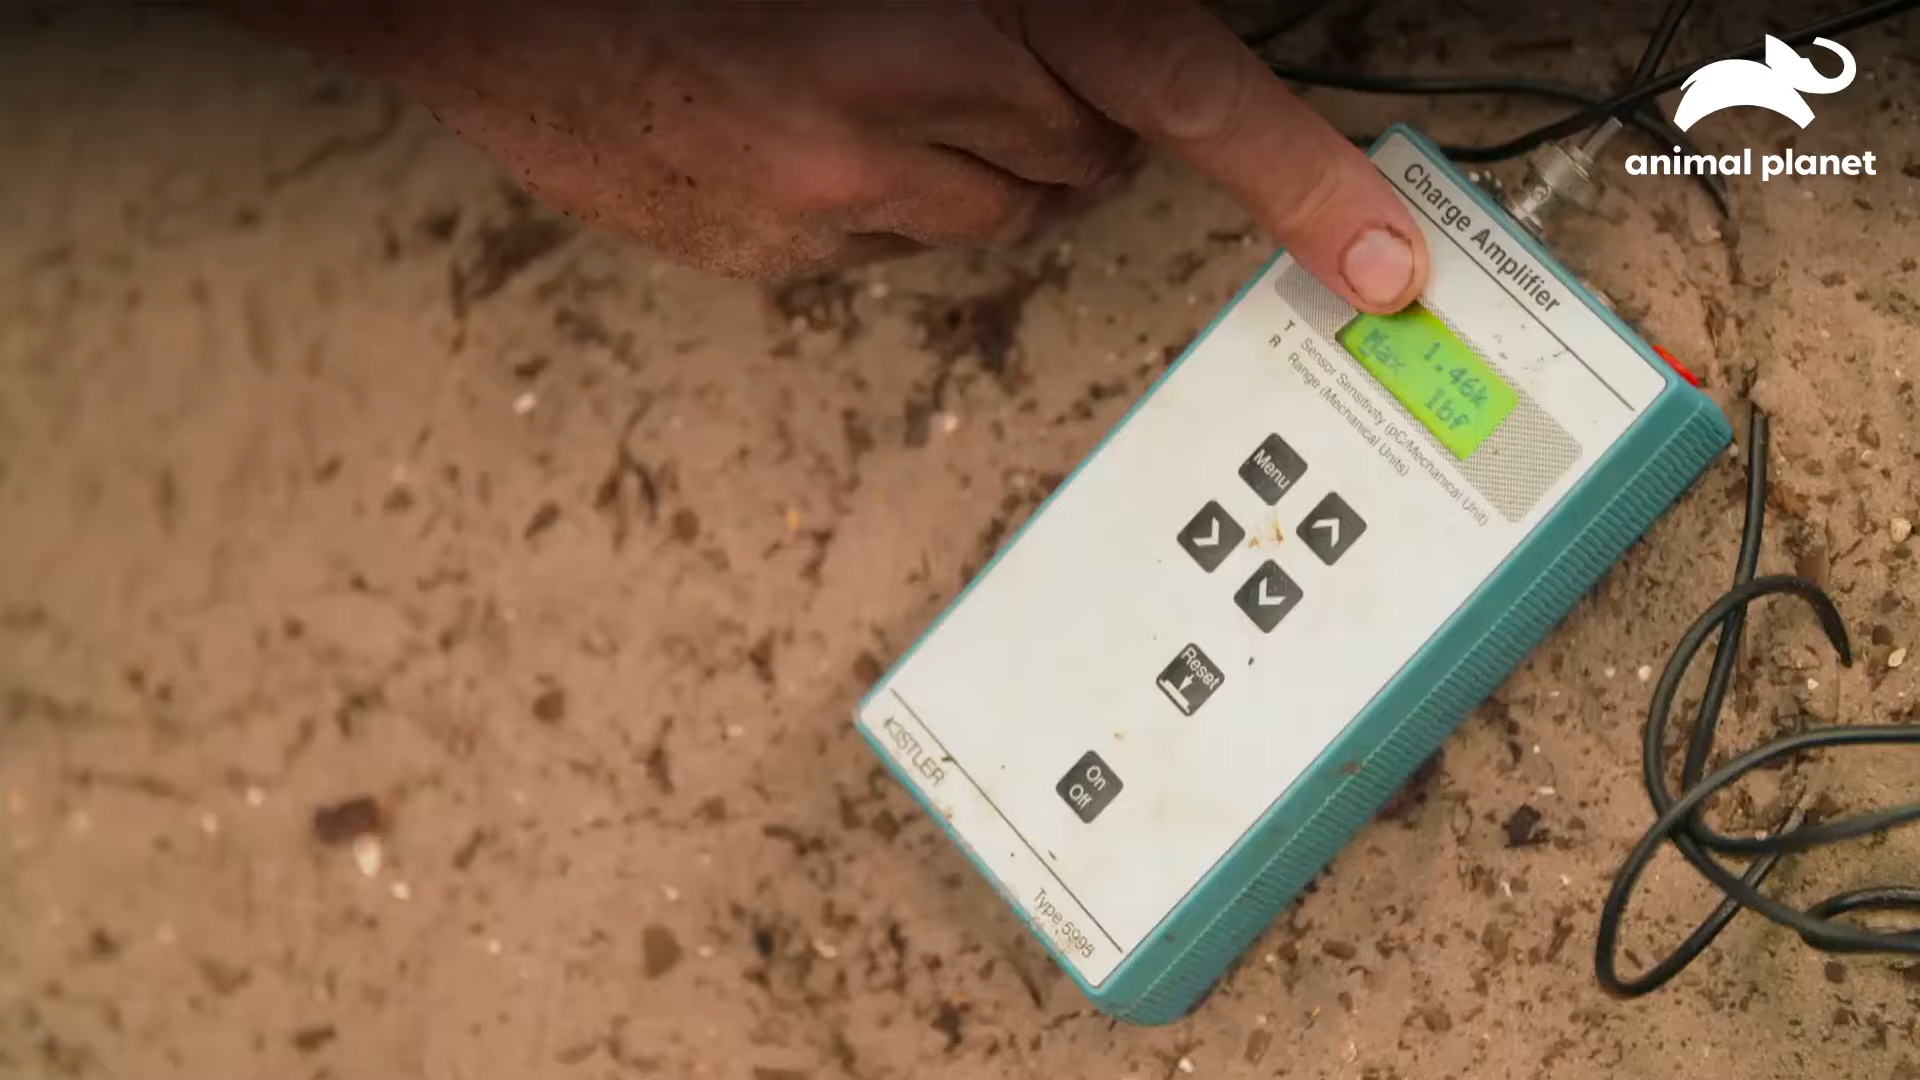 animal planet
Charge Amplifier
Max 1.46k
lbf
T Sensor Sensitivity (pC/Mechanical Unit)
R Range (Mechanical Units)
Menu
Reset
On
Off
KISTLER
Type 5995